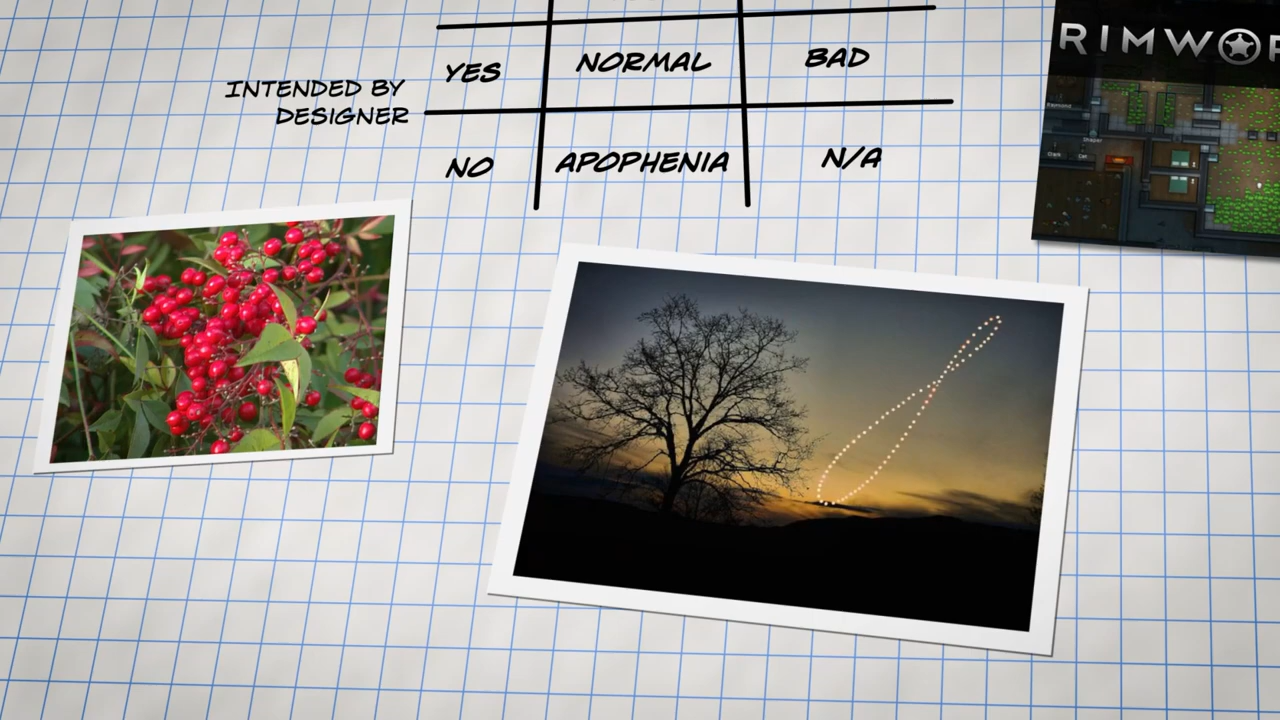 YES
NORMAL
BAD
INTENDED BY
DESIGNER
NO
APOPHENIA
N/A
RIMWOR